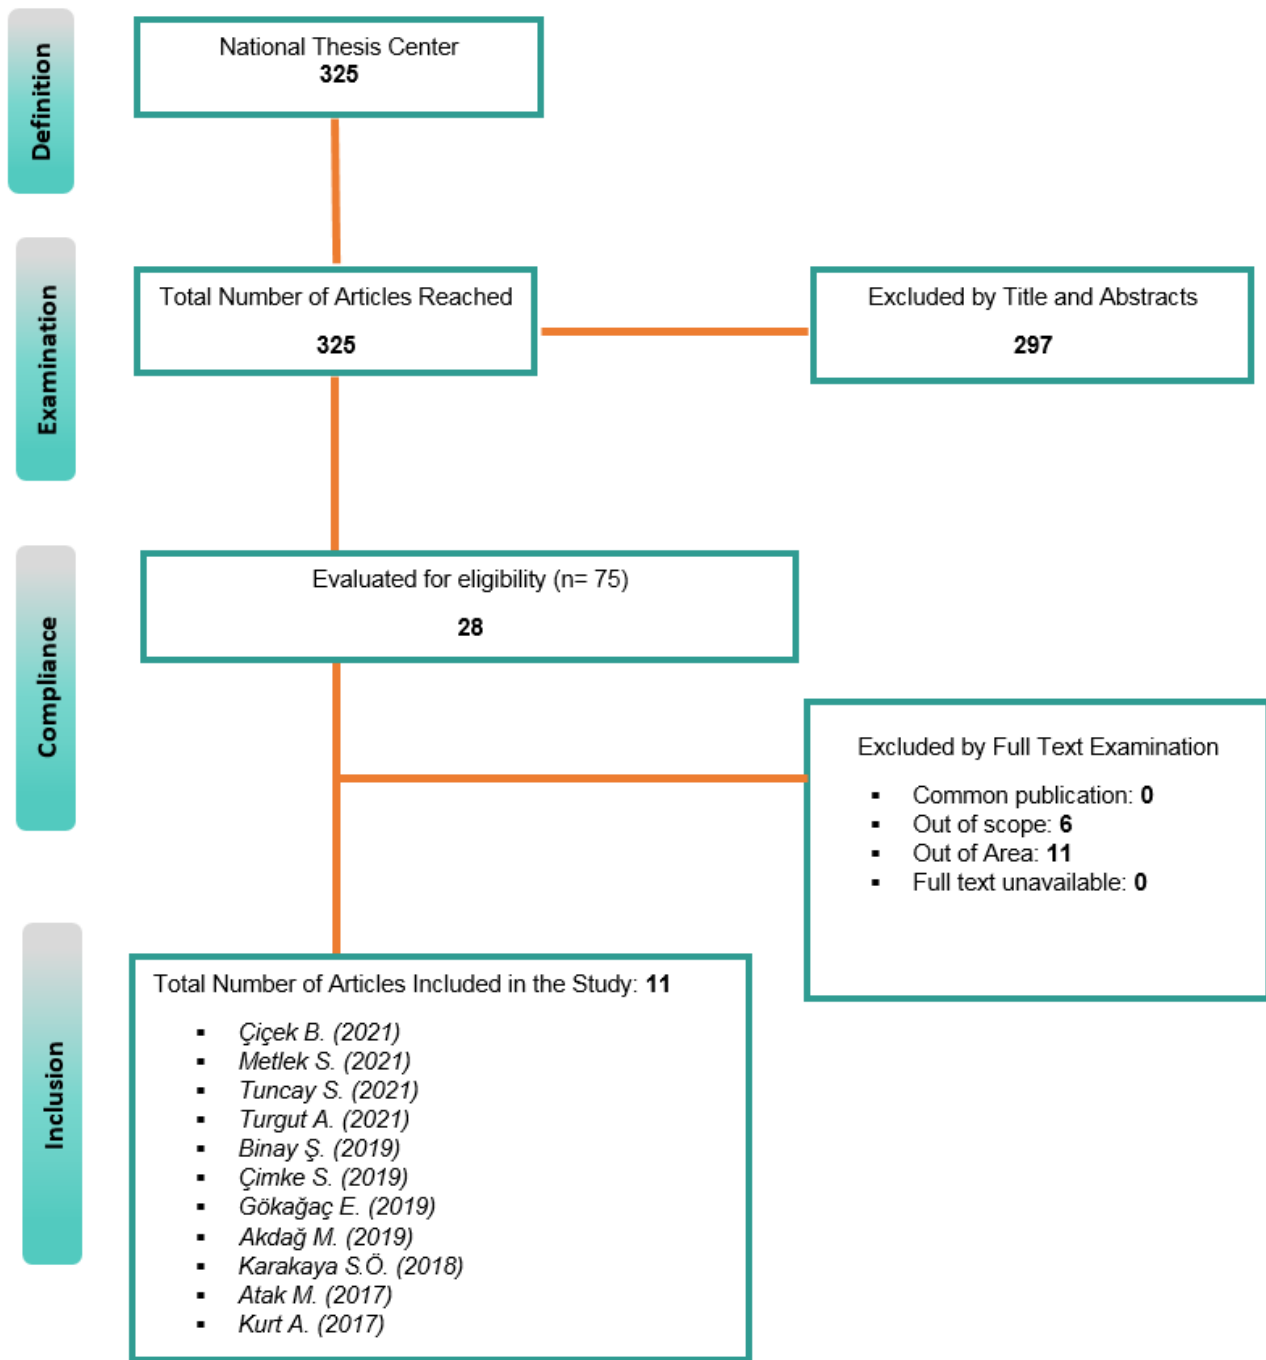 Definition
National Thesis Center
325
Examination
Total Number of Articles Reached
325
Excluded by Title and Abstracts
297
Compliance
Evaluated for eligibility (n= 75)
28
Excluded by Full Text Examination
▪ Common publication: 0
▪ Out of scope: 6
▪ Out of Area: 11
▪ Full text unavailable: 0
Inclusion
Total Number of Articles Included in the Study: 11
▪ Çiçek B. (2021)
▪ Metlek S. (2021)
▪ Tuncay S. (2021)
▪ Turgut A. (2021)
▪ Binay Ş. (2019)
▪ Çimke S. (2019)
▪ Gökağaç E. (2019)
▪ Akdağ M. (2019)
▪ Karakaya S.Ö. (2018)
▪ Atak M. (2017)
▪ Kurt A. (2017)